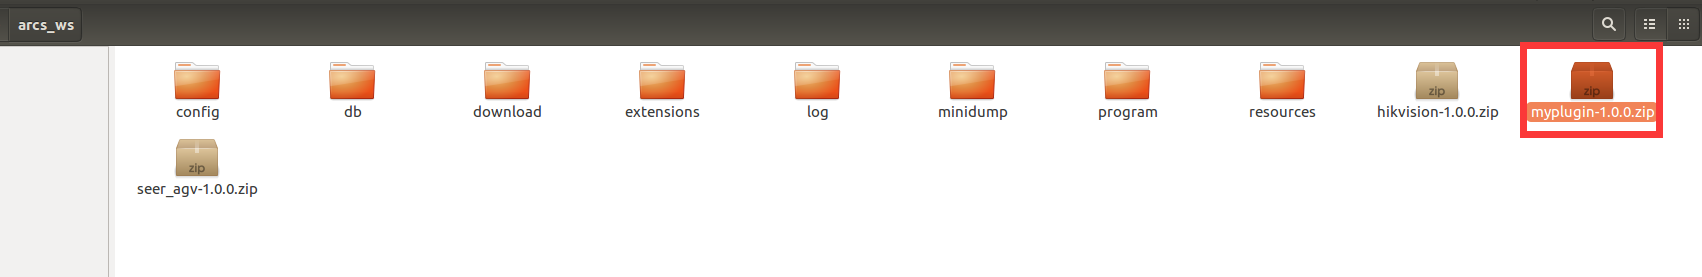 arcs_ws
config
db
download
extensions
log
minidump
program
resources
zip
hikvision-1.0.0.zip
zip
myplugin-1.0.0.zip
zip
seer_agv-1.0.0.zip